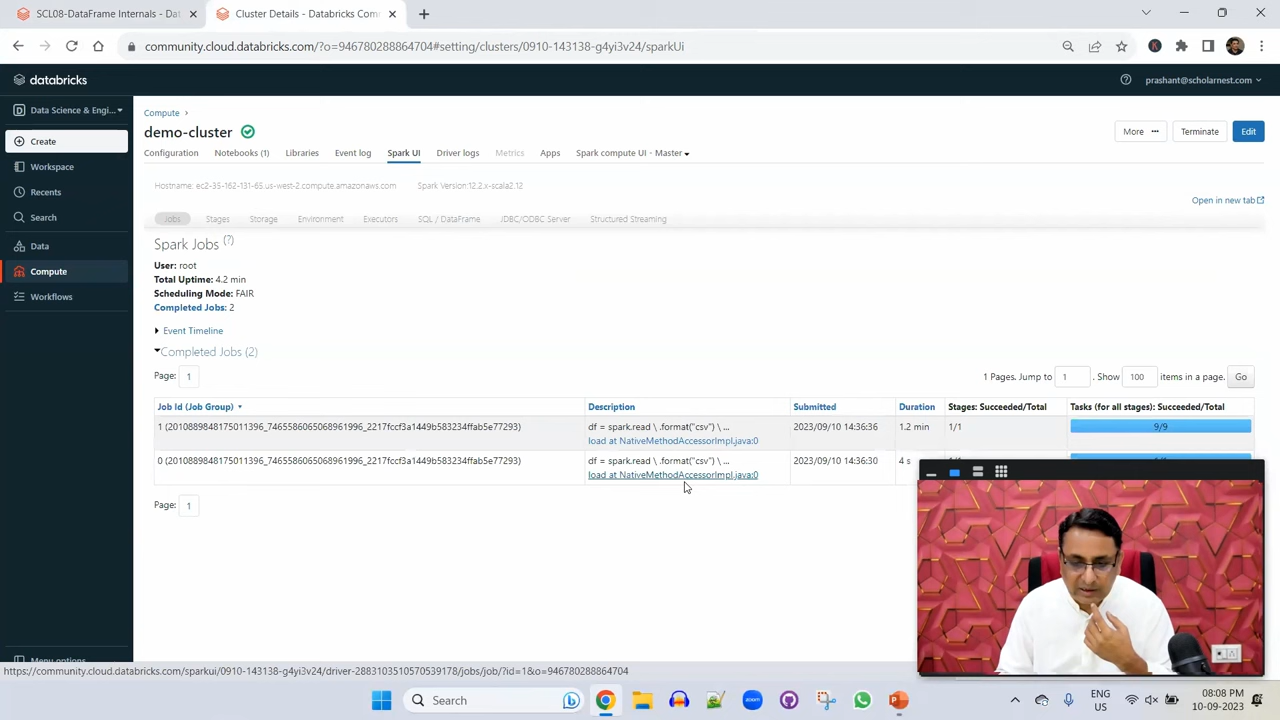 SCL08-DataFrame Internals - Dat
Cluster Details - Databricks Com
community.cloud.databricks.com/?o=946780288864704#setting/clusters/0910-143138-g4yi3v24/sparkUi
databricks
prashant@scholarnest.com
Data Science & Engi...
Create
Workspace
Recents
Search
Data
Compute
Workflows
Menu options
Compute
demo-cluster
More
Terminate
Edit
Configuration Notebooks (1) Libraries Event log Spark UI Driver logs Metrics Apps Spark compute UI - Master
Hostname: ec2-35-162-131-65.us-west-2.compute.amazonaws.com Spark Version:12.2.x-scala2.12
Open in new tab
Jobs Stages Storage Environment Executors SQL / DataFrame JDBC/ODBC Server Structured Streaming
Spark Jobs (?)
User: root
Total Uptime: 4.2 min
Scheduling Mode: FAIR
Completed Jobs: 2
Event Timeline
Completed Jobs (2)
Page: 1
1 Pages. Jump to 1 . Show 100 items in a page. Go
Job Id (Job Group) Description Submitted Duration Stages: Succeeded/Total Tasks (for all stages): Succeeded/Total
1 (2010889848175011396_7465586065068961996_2217fccf3a1449b583234ffab5e77293) df = spark.read \ .format("csv") \ ... 2023/09/10 14:36:36 1.2 min 1/1 9/9
load at NativeMethodAccessorImpl.java:0
0 (2010889848175011396_7465586065068961996_2217fccf3a1449b583234ffab5e77293) df = spark.read \ .format("csv") \ ... 2023/09/10 14:36:30 4 s
load at NativeMethodAccessorImpl.java:0
Page: 1
https://community.cloud.databricks.com/sparkui/0910-143138-g4yi3v24/driver-2883103510570539178/jobs/job/?id=1&o=946780288864704
Search
ENG
US
08:08 PM
10-09-2023